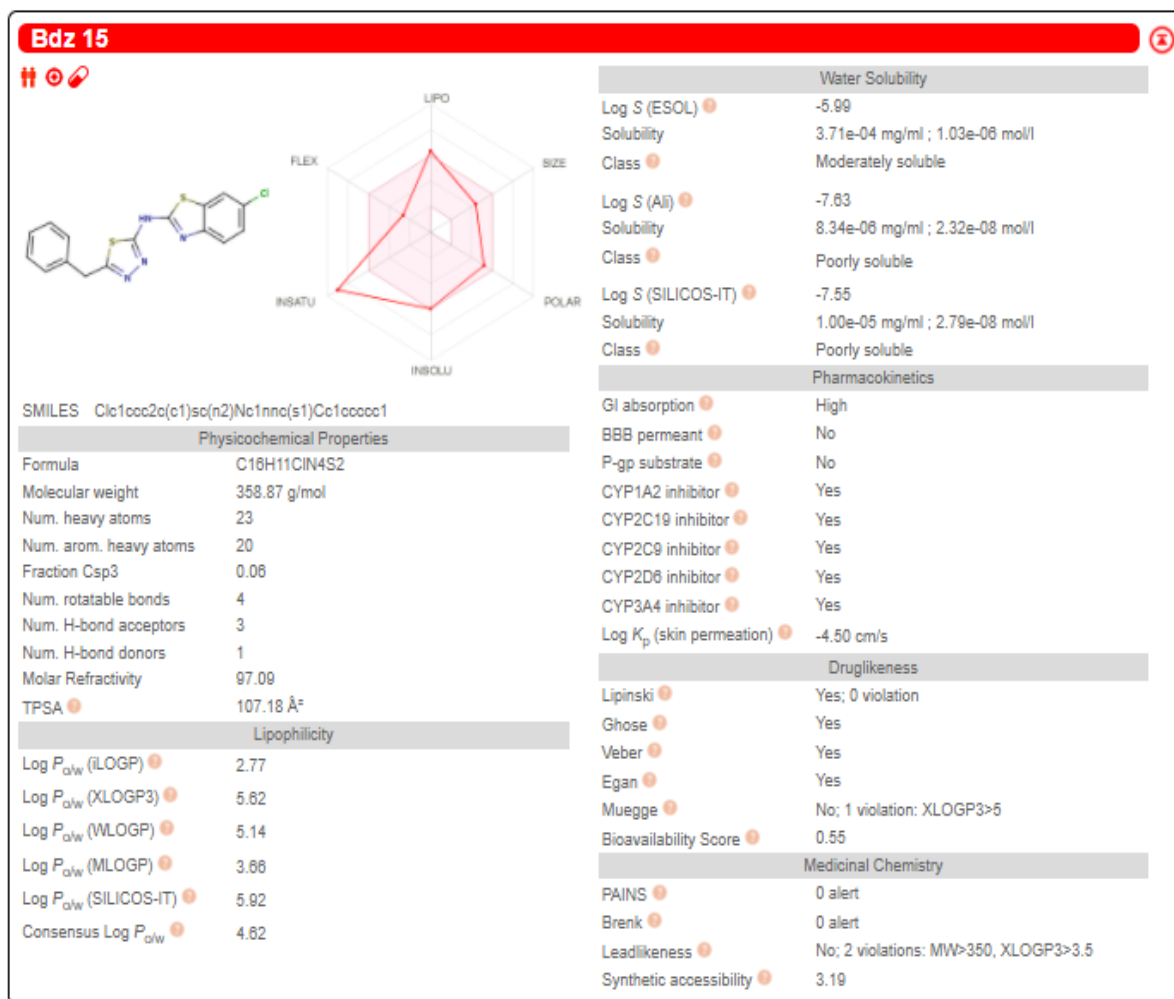 Bdz 15
LIPO
FLEX
SIZE
INSATU
POLAR
INSOLU
Cl
HN
S
N
S
N
N
SMILES Clc1ccc2c(c1)sc(n2)Nc1nnc(s1)Cc1ccccc1
Physicochemical Properties
Formula C16H11ClN4S2
Molecular weight 358.87 g/mol
Num. heavy atoms 23
Num. arom. heavy atoms 20
Fraction Csp3 0.06
Num. rotatable bonds 4
Num. H-bond acceptors 3
Num. H-bond donors 1
Molar Refractivity 97.09
TPSA ? 107.18 Å²
Lipophilicity
Log Po/w (iLOGP) ? 2.77
Log Po/w (XLOGP3) ? 5.62
Log Po/w (WLOGP) ? 5.14
Log Po/w (MLOGP) ? 3.66
Log Po/w (SILICOS-IT) ? 5.92
Consensus Log Po/w ? 4.62
Water Solubility
Log S (ESOL) ? -5.99
Solubility 3.71e-04 mg/ml ; 1.03e-06 mol/l
Class ? Moderately soluble
Log S (Ali) ? -7.63
Solubility 8.34e-06 mg/ml ; 2.32e-08 mol/l
Class ? Poorly soluble
Log S (SILICOS-IT) ? -7.55
Solubility 1.00e-05 mg/ml ; 2.79e-08 mol/l
Class ? Poorly soluble
Pharmacokinetics
GI absorption ? High
BBB permeant ? No
P-gp substrate ? No
CYP1A2 inhibitor ? Yes
CYP2C19 inhibitor ? Yes
CYP2C9 inhibitor ? Yes
CYP2D6 inhibitor ? Yes
CYP3A4 inhibitor ? Yes
Log Kp (skin permeation) ? -4.50 cm/s
Druglikeness
Lipinski ? Yes; 0 violation
Ghose ? Yes
Veber ? Yes
Egan ? Yes
Muegge ? No; 1 violation: XLOGP3>5
Bioavailability Score ? 0.55
Medicinal Chemistry
PAINS ? 0 alert
Brenk ? 0 alert
Leadlikeness ? No; 2 violations: MW>350, XLOGP3>3.5
Synthetic accessibility ? 3.19